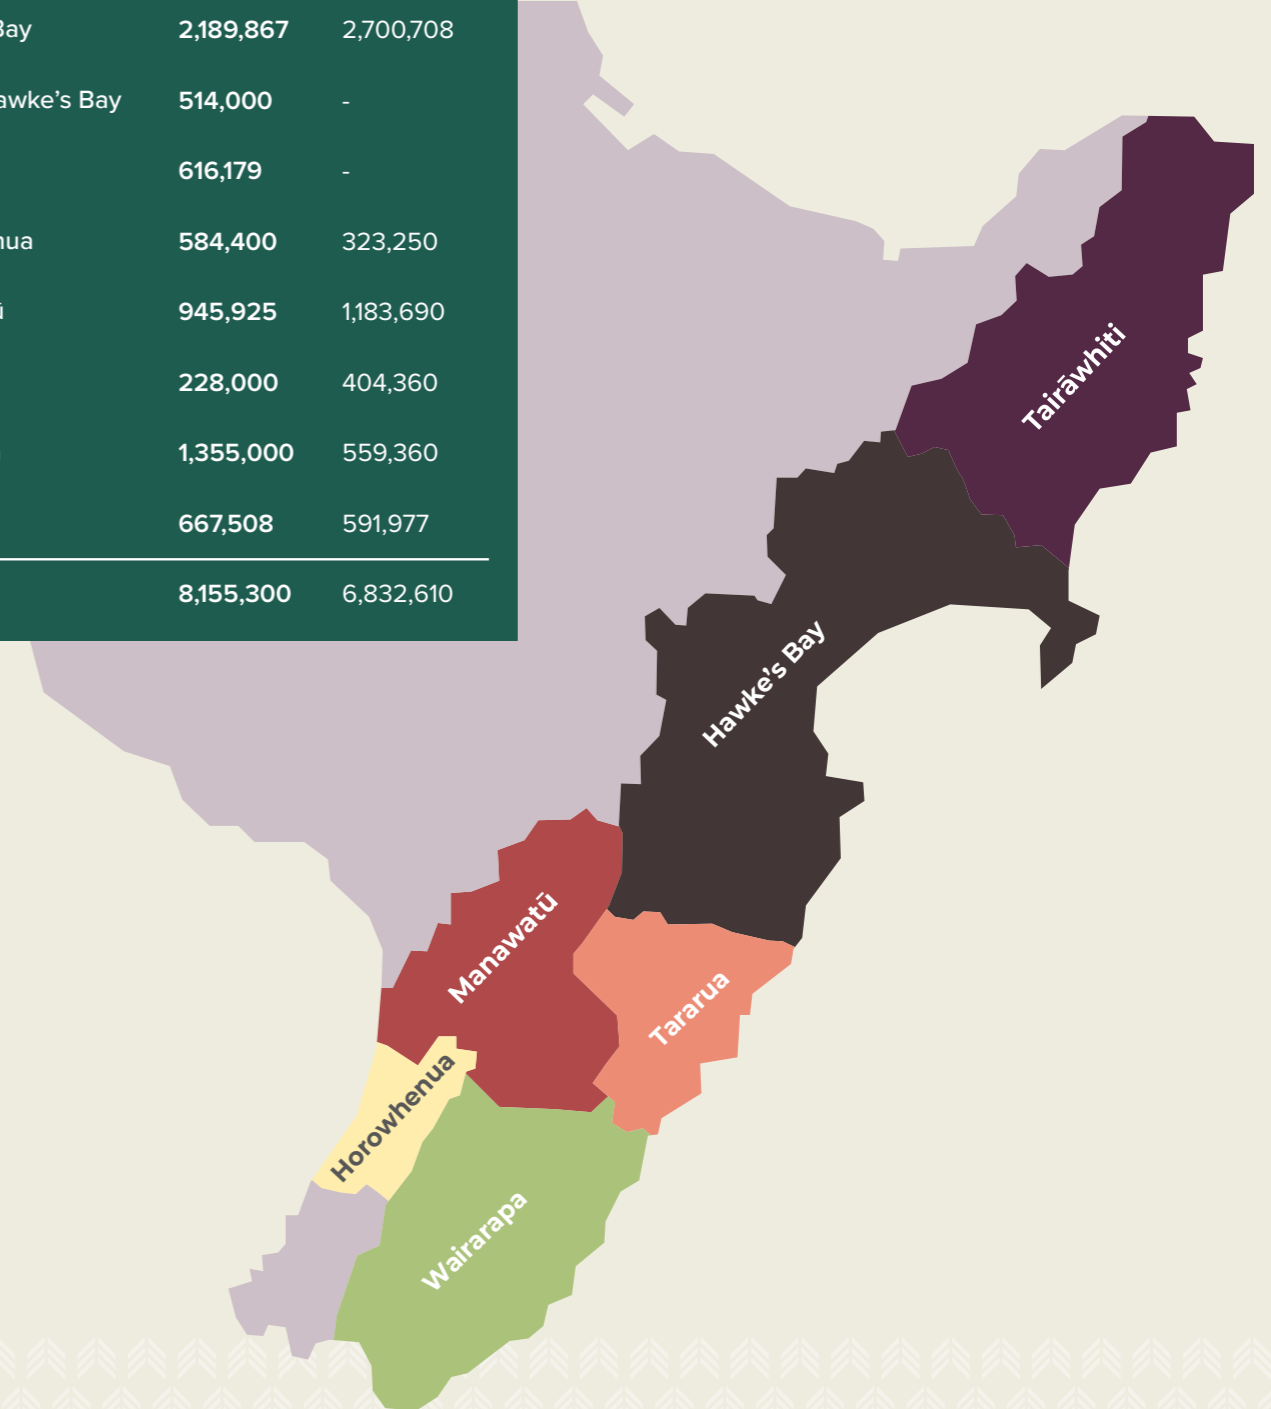 Bay 2,189,867 2,700,708
awke’s Bay 514,000 -
616,179 -
nua 584,400 323,250
ū 945,925 1,183,690
228,000 404,360
1,355,000 559,360
667,508 591,977
8,155,300 6,832,610
Tairāwhiti
Hawke’s Bay
Manawatū
Tararua
Horowhenua
Wairarapa